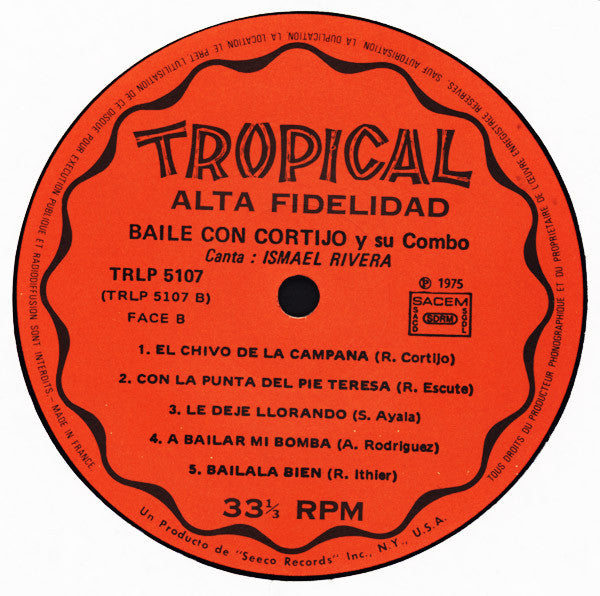 TROPICAL
ALTA FIDELIDAD
BAILE CON CORTIJO y su Combo
Canta : ISMAEL RIVERA
TRLP 5107
(TRLP 5107 B)
FACE B
℗ 1975
SACEM
SACD SDRM SGDL
1. EL CHIVO DE LA CAMPANA (R. Cortijo)
2. CON LA PUNTA DEL PIE TERESA (R. Escute)
3. LE DEJE LLORANDO (S. Ayala)
4. A BAILAR MI BOMBA (A. Rodriguez)
5. BAILALA BIEN (R. Ithier)
33⅓ RPM
Un Producto de "Seeco Records" Inc., N.Y., U.S.A.
TOUS DROITS DU PRODUCTEUR PHONOGRAPHIQUE ET DU PROPRIETAIRE DE L'ŒUVRE ENREGISTREE RESERVES. SAUF AUTORISATION LA DUPLICATION, LA LOCATION, LE PRET, L'UTILISATION DE CE DISQUE POUR EXECUTION PUBLIQUE ET RADIODIFFUSION SONT INTERDITS. - MADE IN FRANCE.